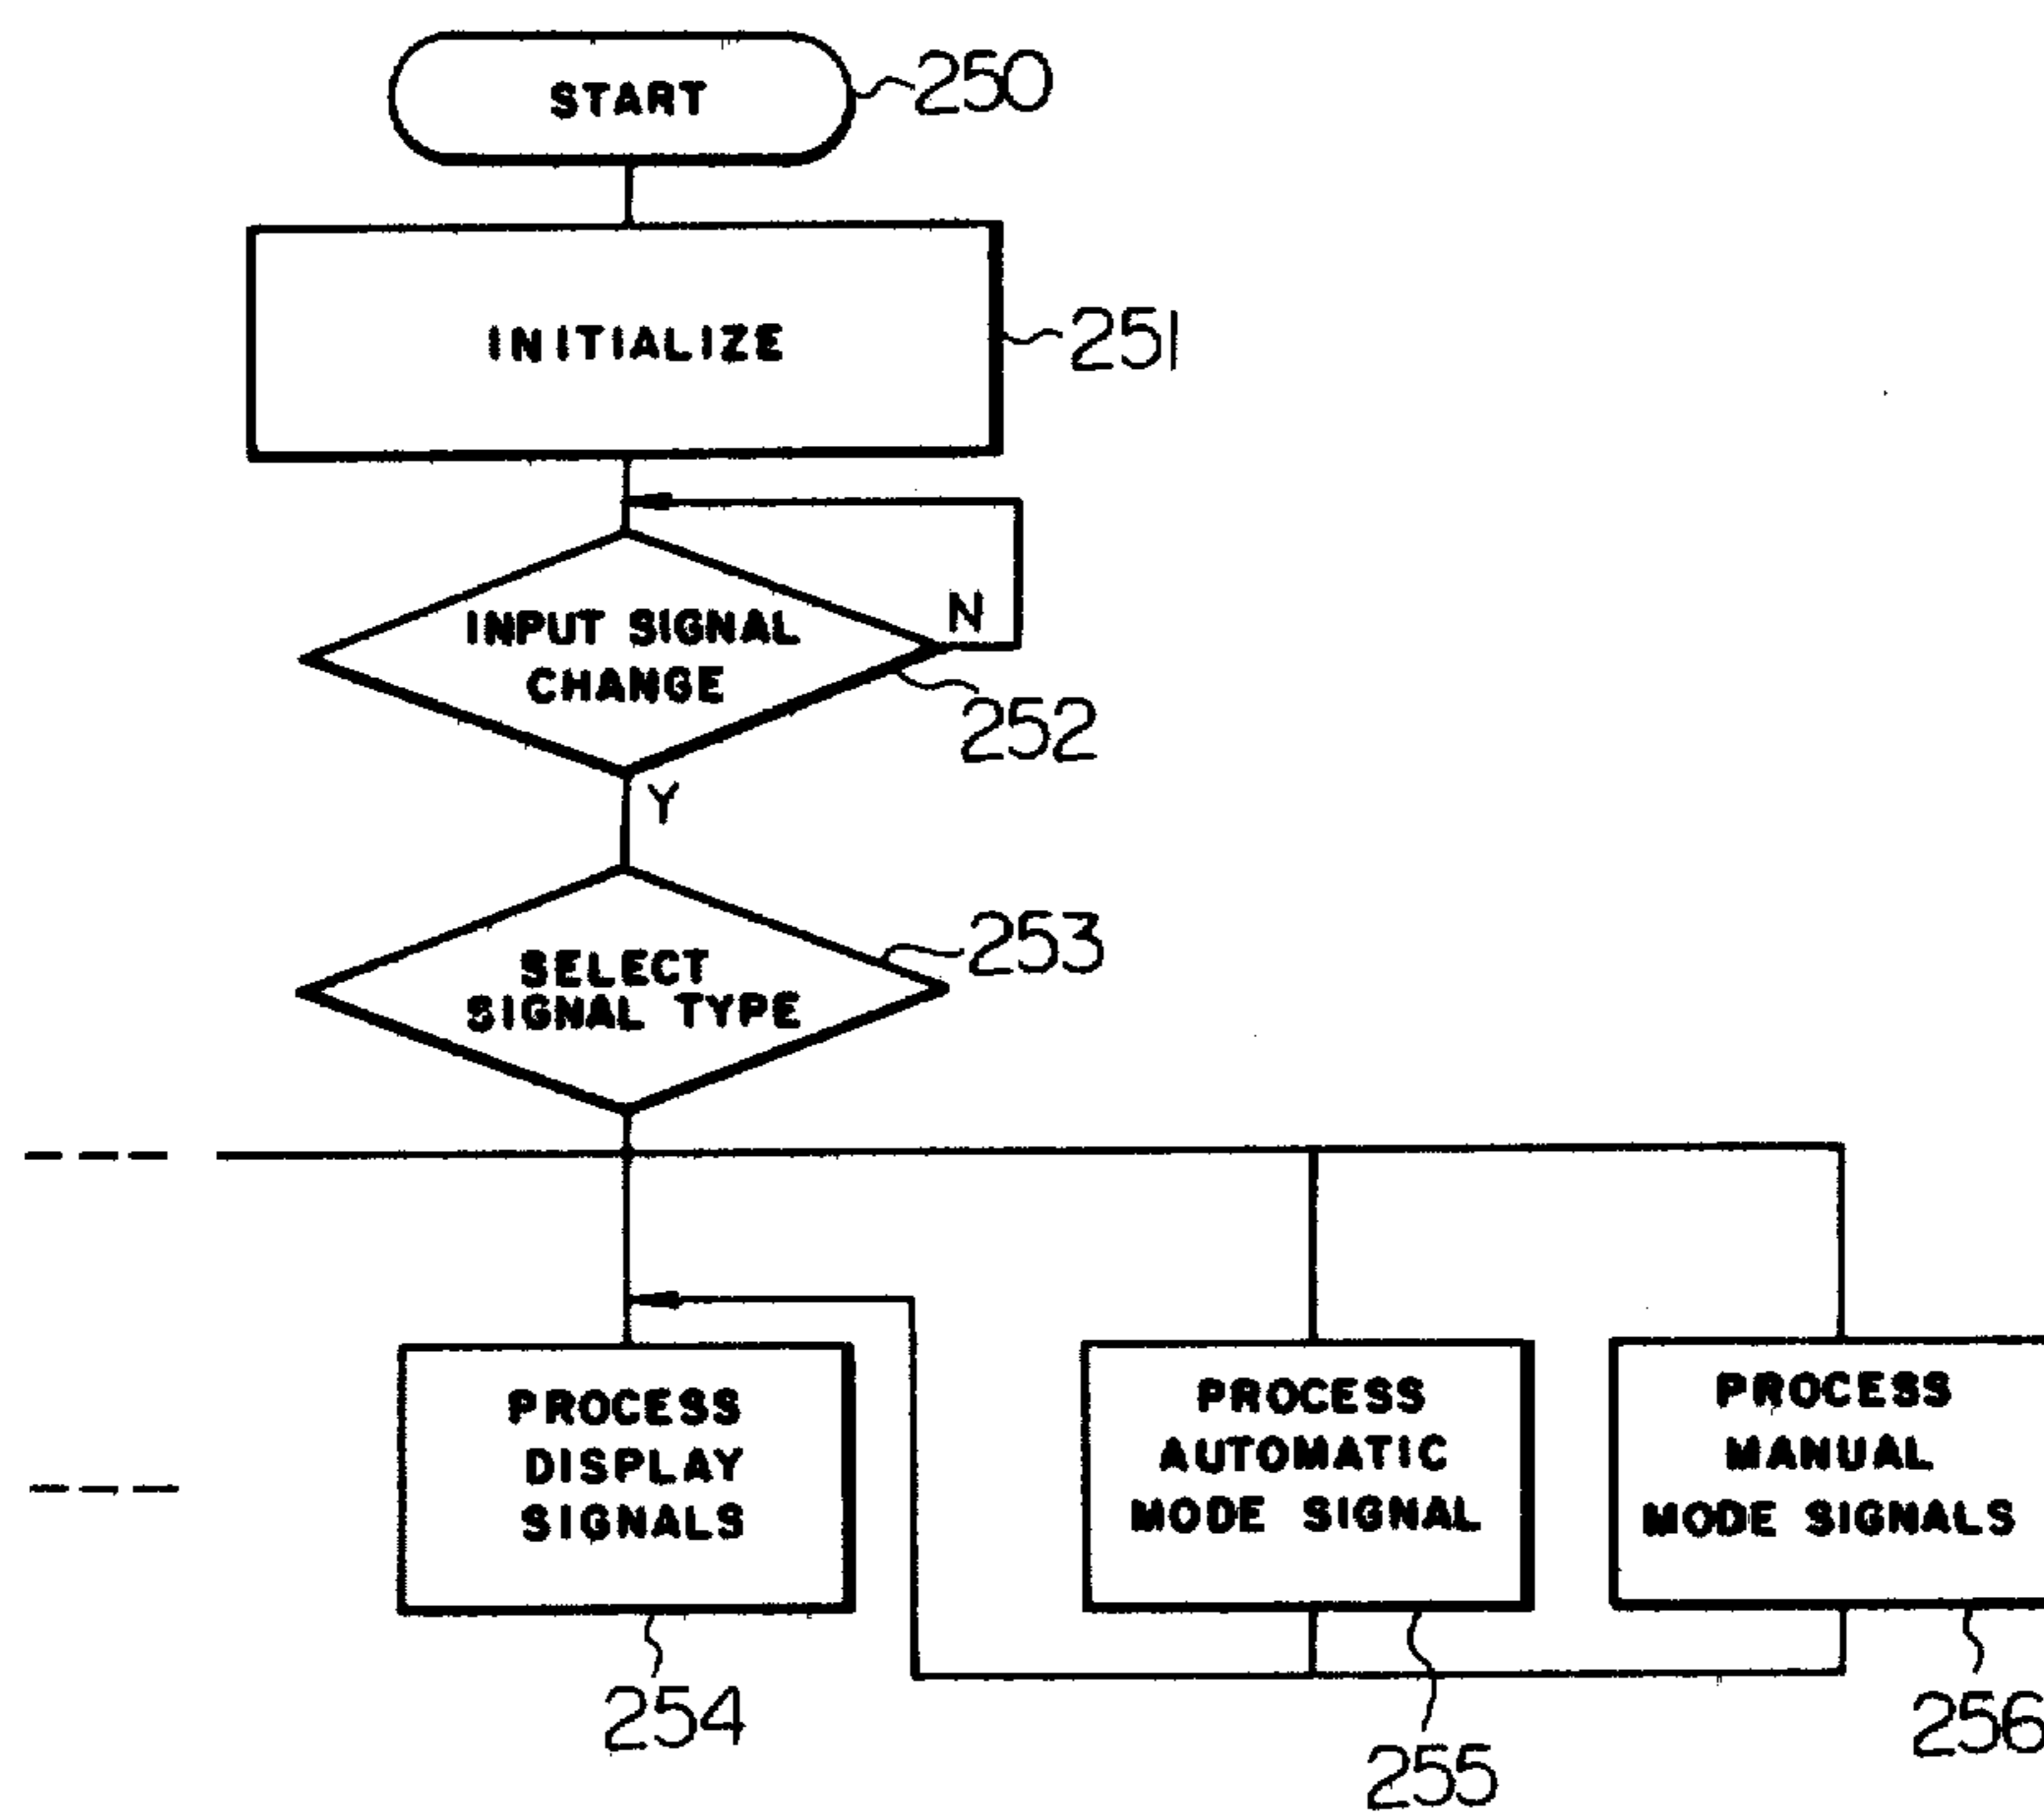 START
250
INITIALIZE
251
N
INPUT SIGNAL
CHANGE
252
Y
253
SELECT
SIGNAL TYPE
PROCESS
DISPLAY
SIGNALS
PROCESS
AUTOMATIC
MODE SIGNAL
PROCESS
MANUAL
MODE SIGNALS
254
255
256